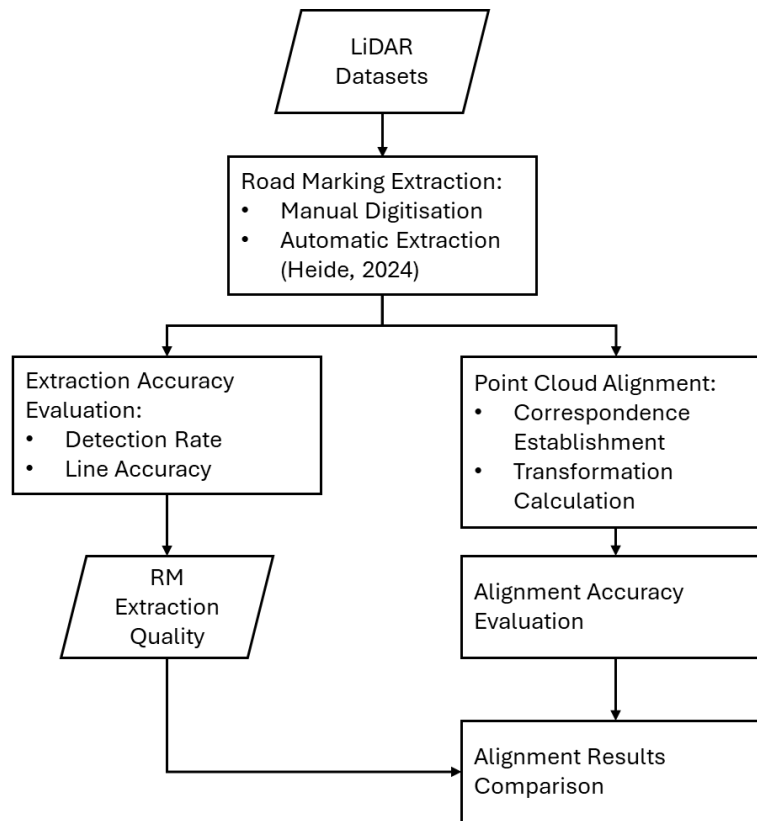 LiDAR
Datasets
Road Marking Extraction:
• Manual Digitisation
• Automatic Extraction
(Heide, 2024)
Extraction Accuracy
Evaluation:
• Detection Rate
• Line Accuracy
Point Cloud Alignment:
• Correspondence
Establishment
• Transformation
Calculation
RM
Extraction
Quality
Alignment Accuracy
Evaluation
Alignment Results
Comparison